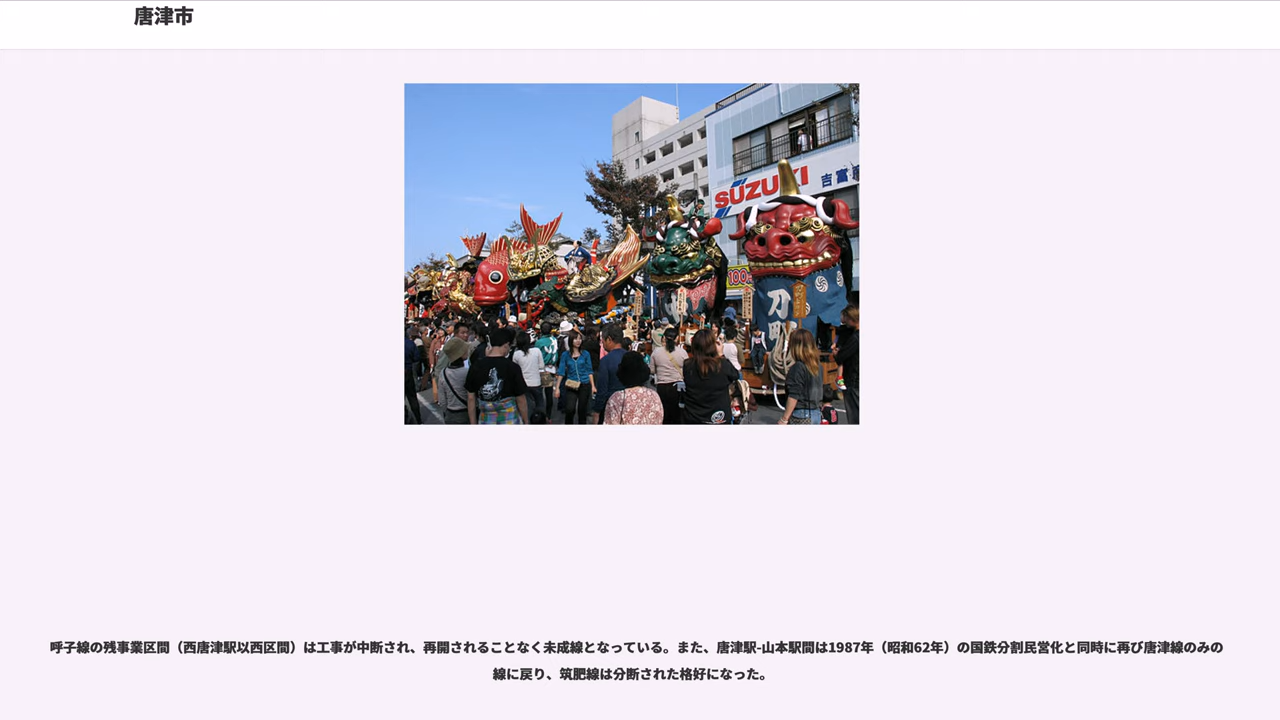 唐津市
SUZUKI
吉富
100
刀町
呼子線の残事業区間（西唐津駅以西区間）は工事が中断され、再開されることなく未成線となっている。また、唐津駅-山本駅間は1987年（昭和62年）の国鉄分割民営化と同時に再び唐津線のみの
線に戻り、筑肥線は分断された格好になった。